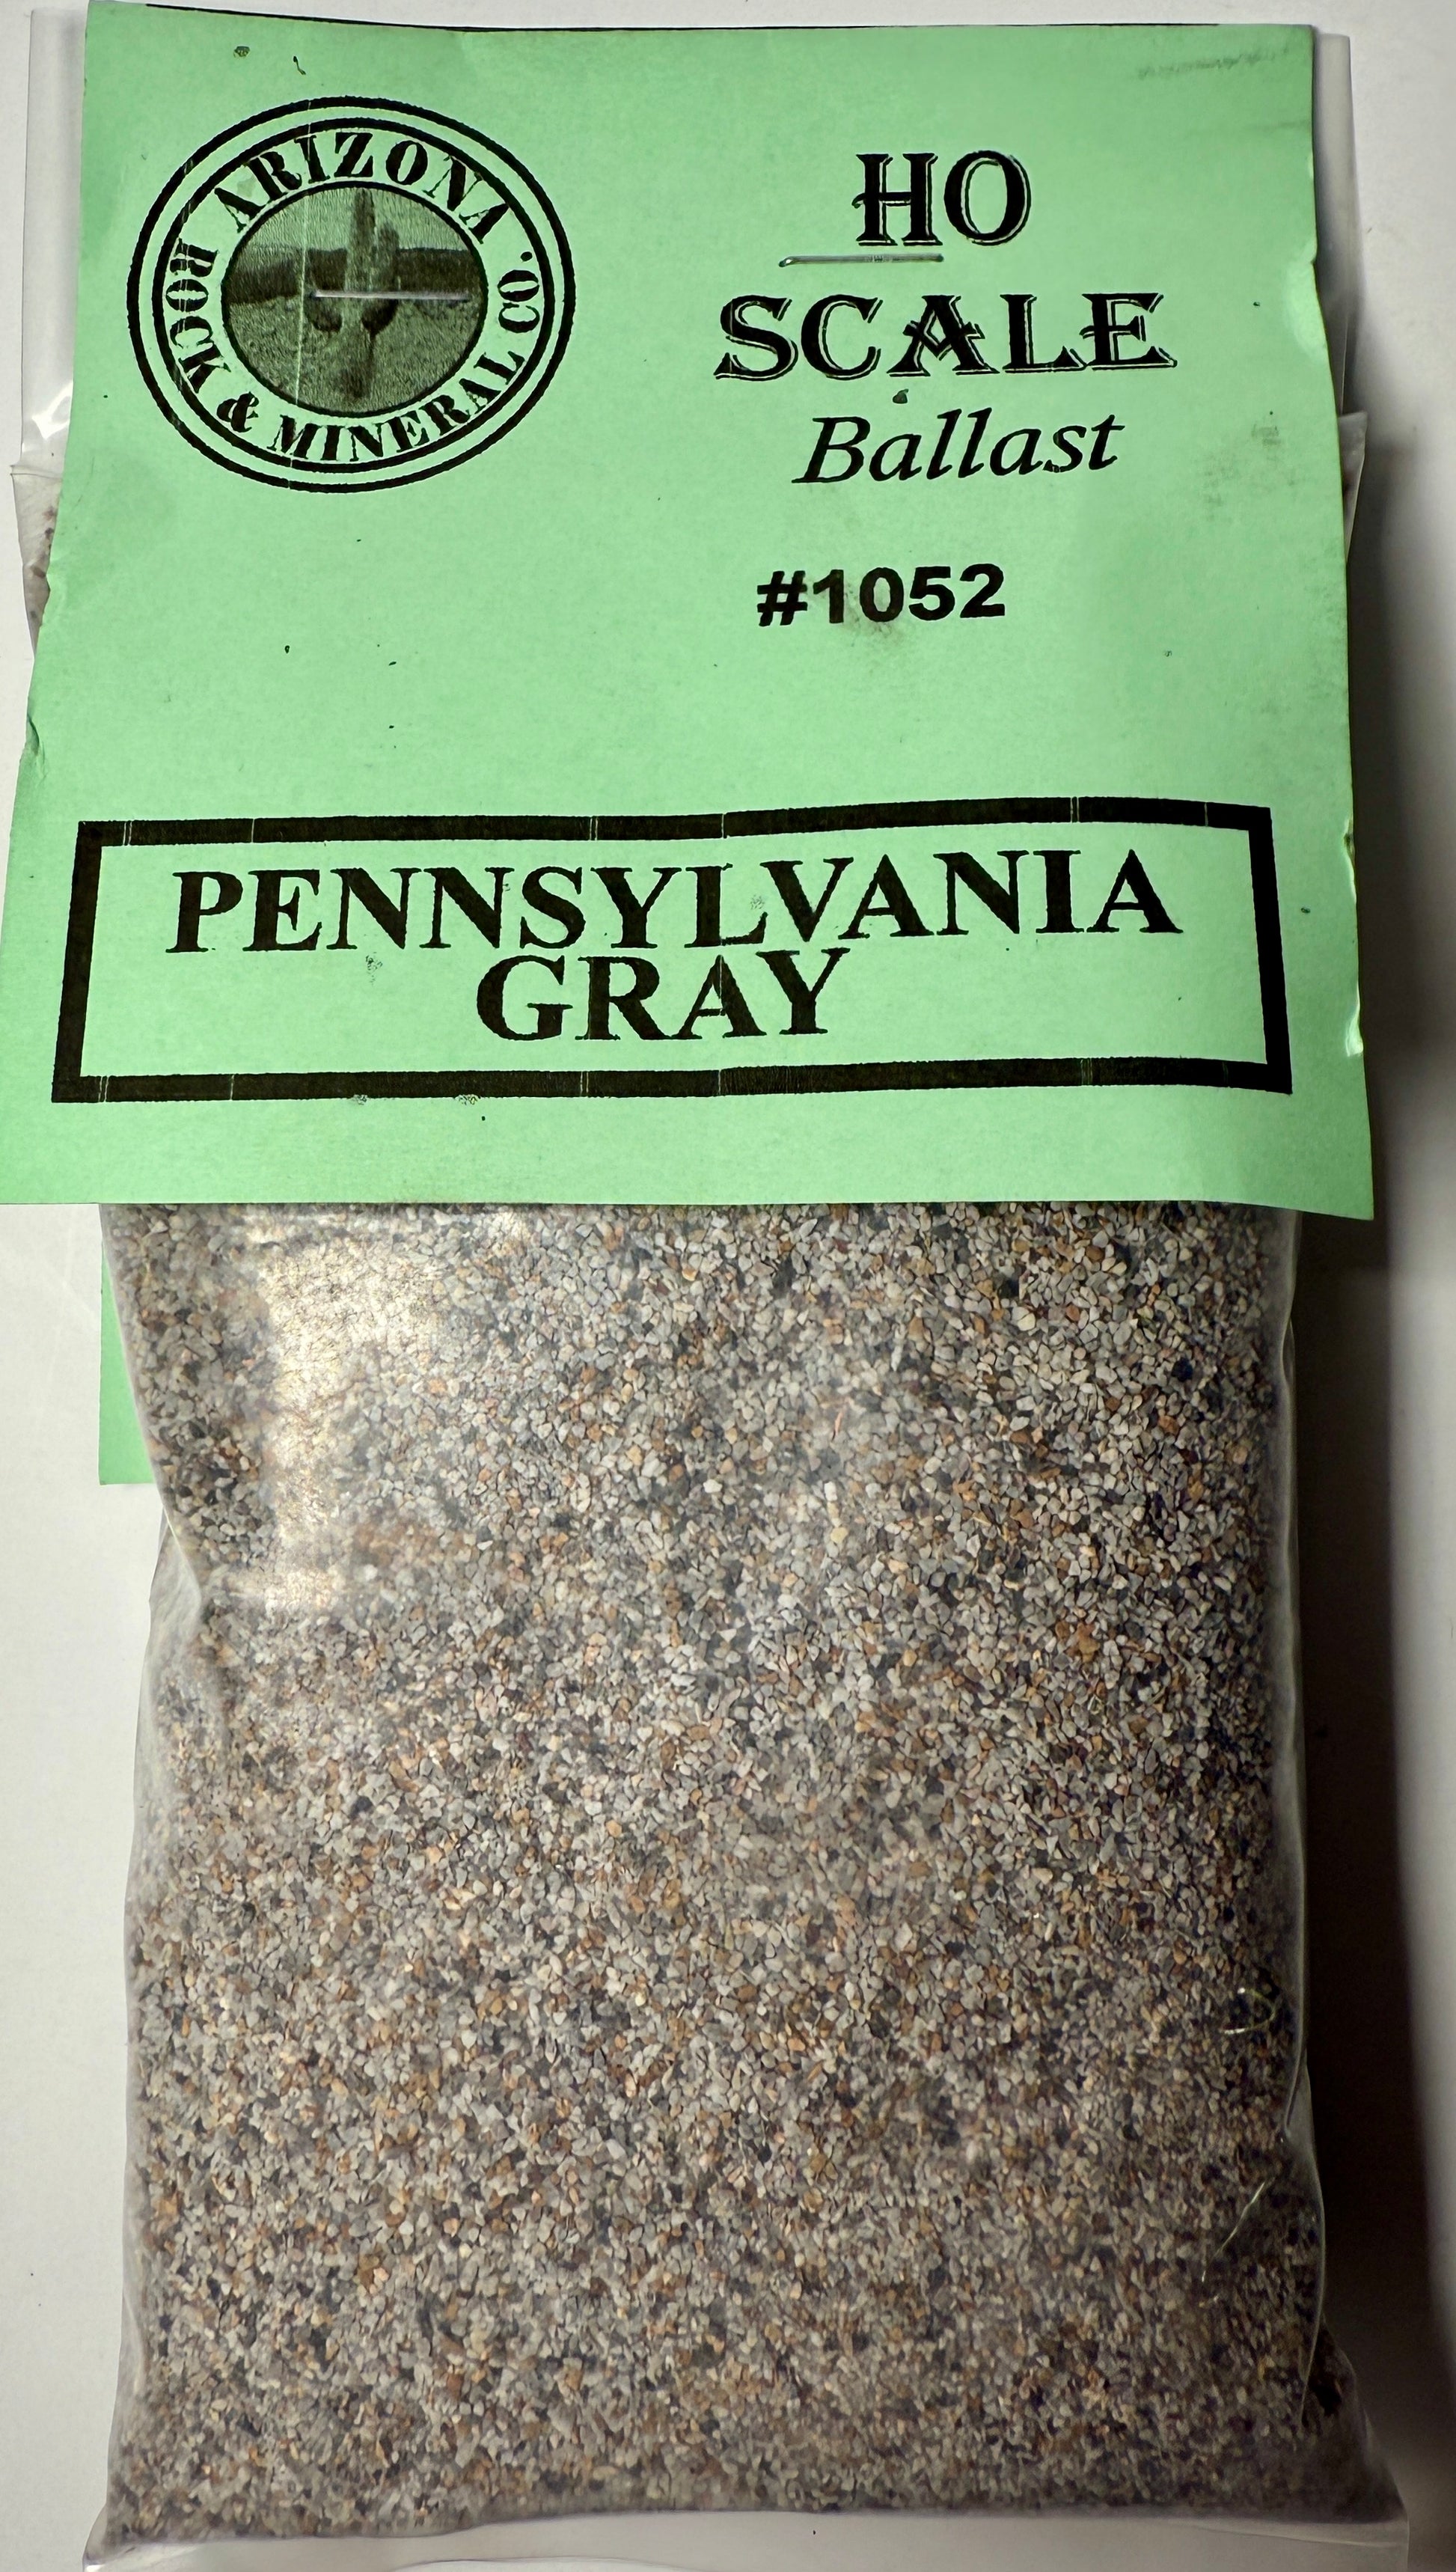 ARIZONA
ROCK & MINERAL CO.
HO
SCALE
Ballast
#1052
PENNSYLVANIA
GRAY